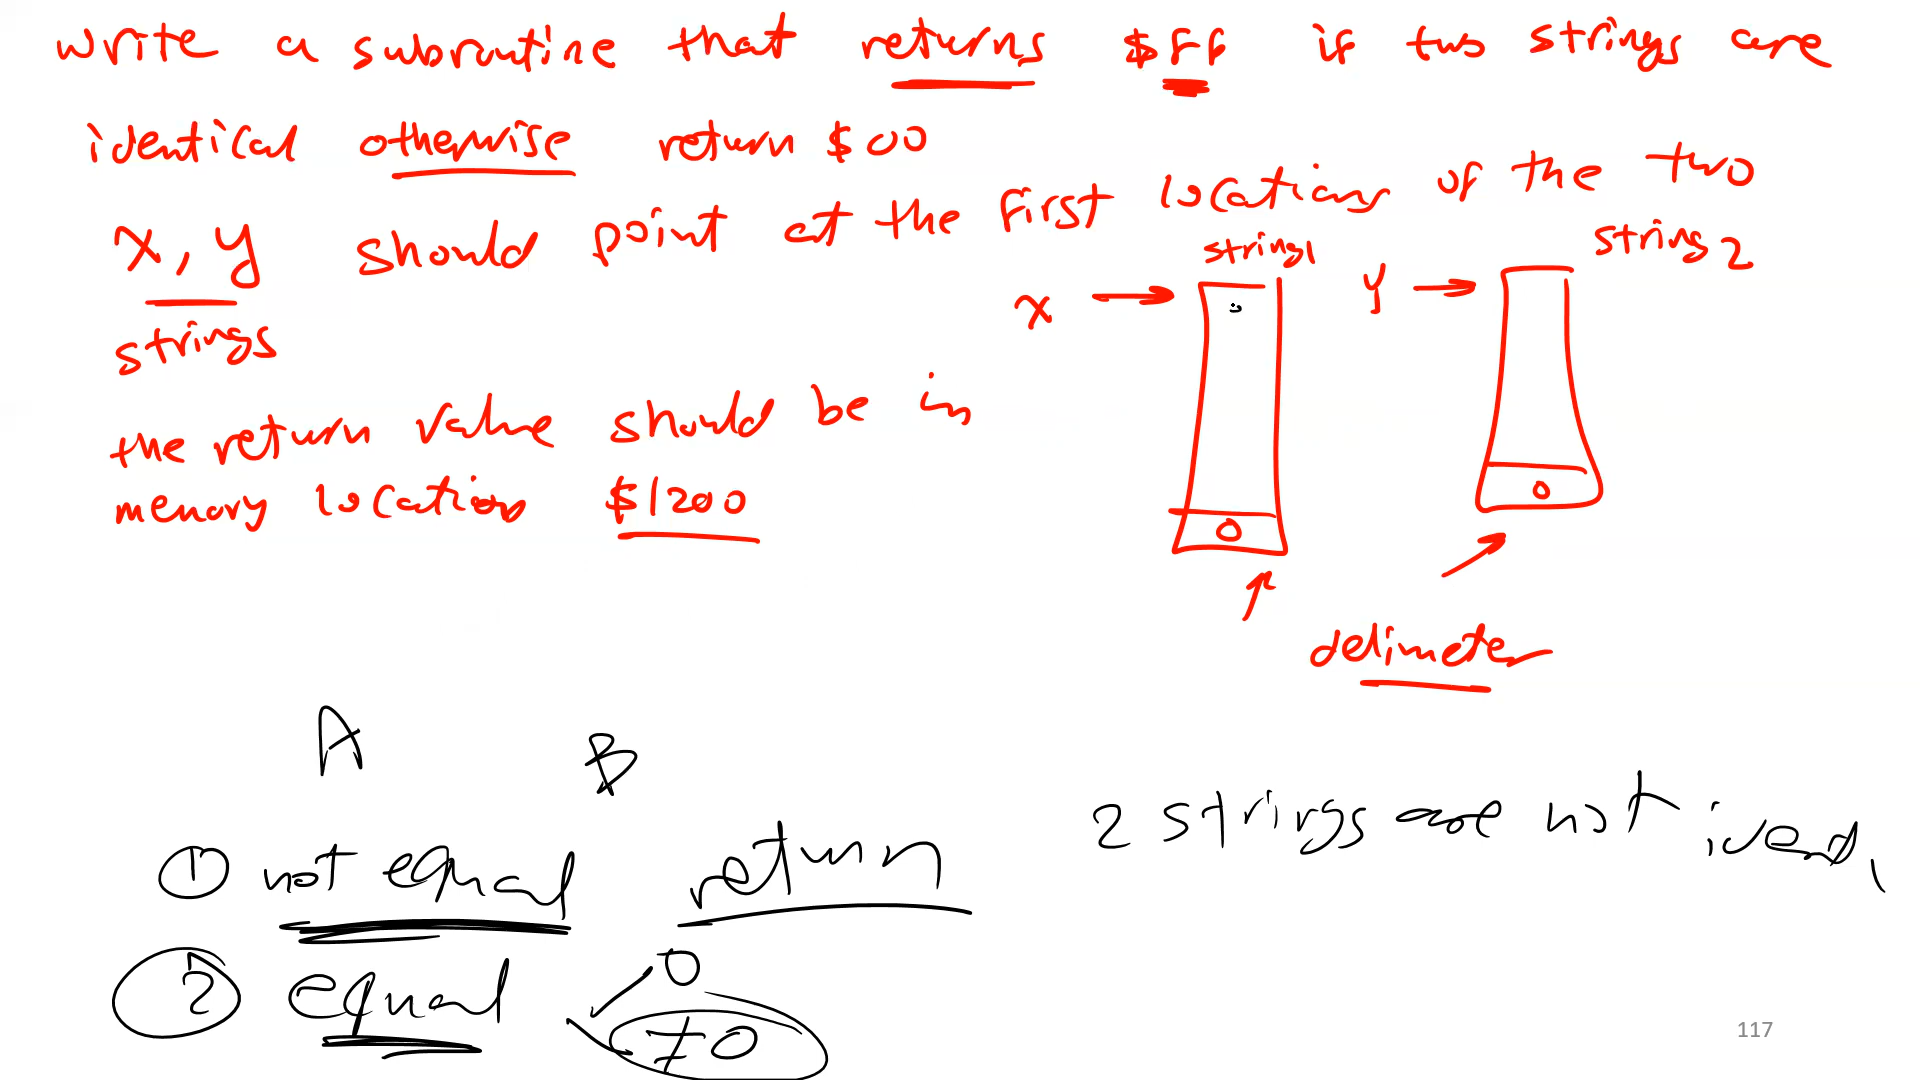 write a subroutine that returns $FF if two strings are
identical otherwise return $00
x, y should point at the first locations of the two
strings
string1
string2
x
y
the return value should be in
memory location $1200
0
0
delimeter
A B
2 strings are not
① not equal return
② equal 0
≠0
117